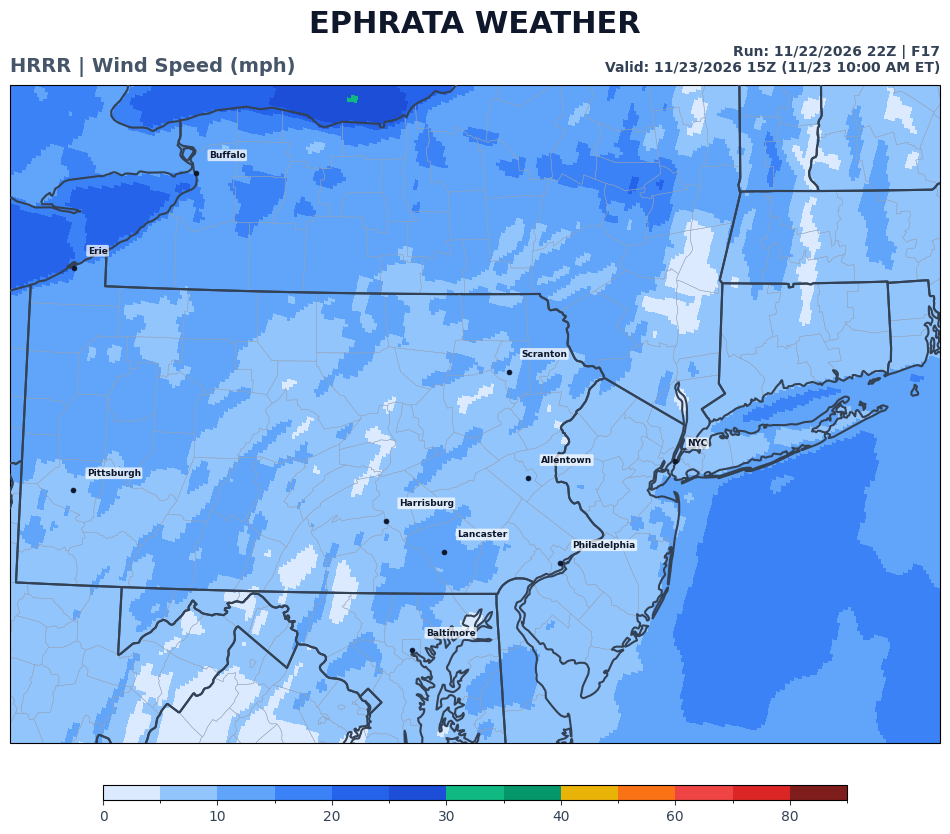 EPHRATA WEATHER
HRRR | Wind Speed (mph)
Run: 11/22/2026 22Z | F17
Valid: 11/23/2026 15Z (11/23 10:00 AM ET)
Buffalo
Erie
Scranton
NYC
Allentown
Pittsburgh
Harrisburg
Lancaster
Philadelphia
Baltimore
0 10 20 30 40 60 80